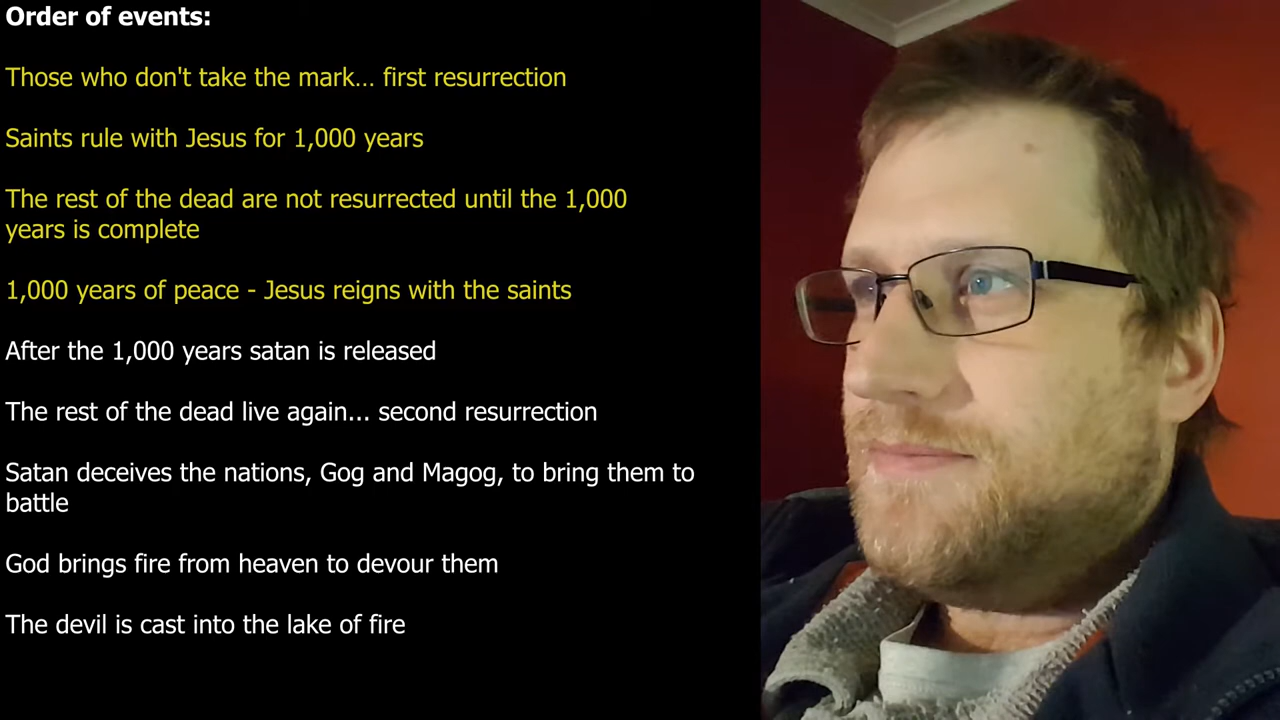 Order of events:
Those who don't take the mark... first resurrection
Saints rule with Jesus for 1,000 years
The rest of the dead are not resurrected until the 1,000
years is complete
1,000 years of peace - Jesus reigns with the saints
After the 1,000 years satan is released
The rest of the dead live again... second resurrection
Satan deceives the nations, Gog and Magog, to bring them to
battle
God brings fire from heaven to devour them
The devil is cast into the lake of fire